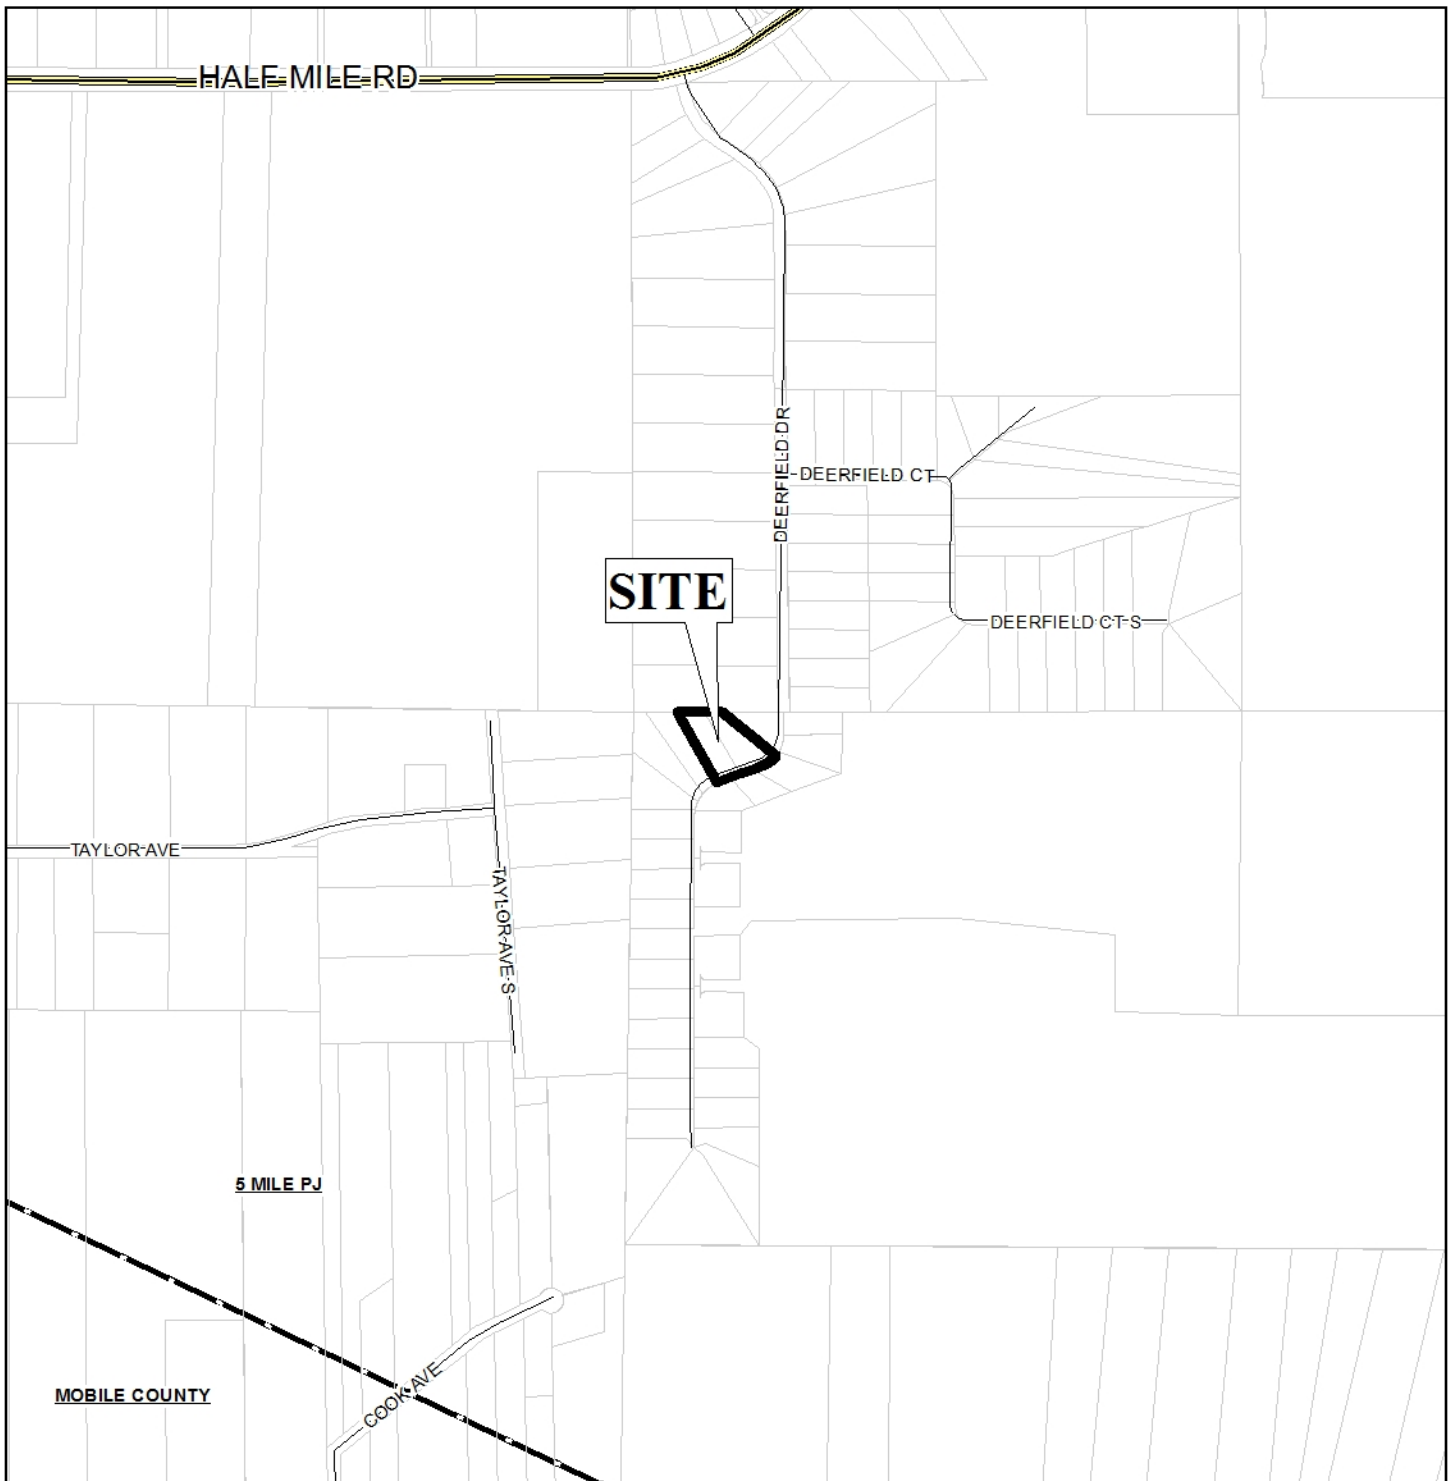 HALF MILE RD
DEERFIELD DR
DEERFIELD CT
SITE
DEERFIELD CT S
TAYLOR AVE
TAYLOR AVE S
5 MILE PJ
MOBILE COUNTY
COOK AVE